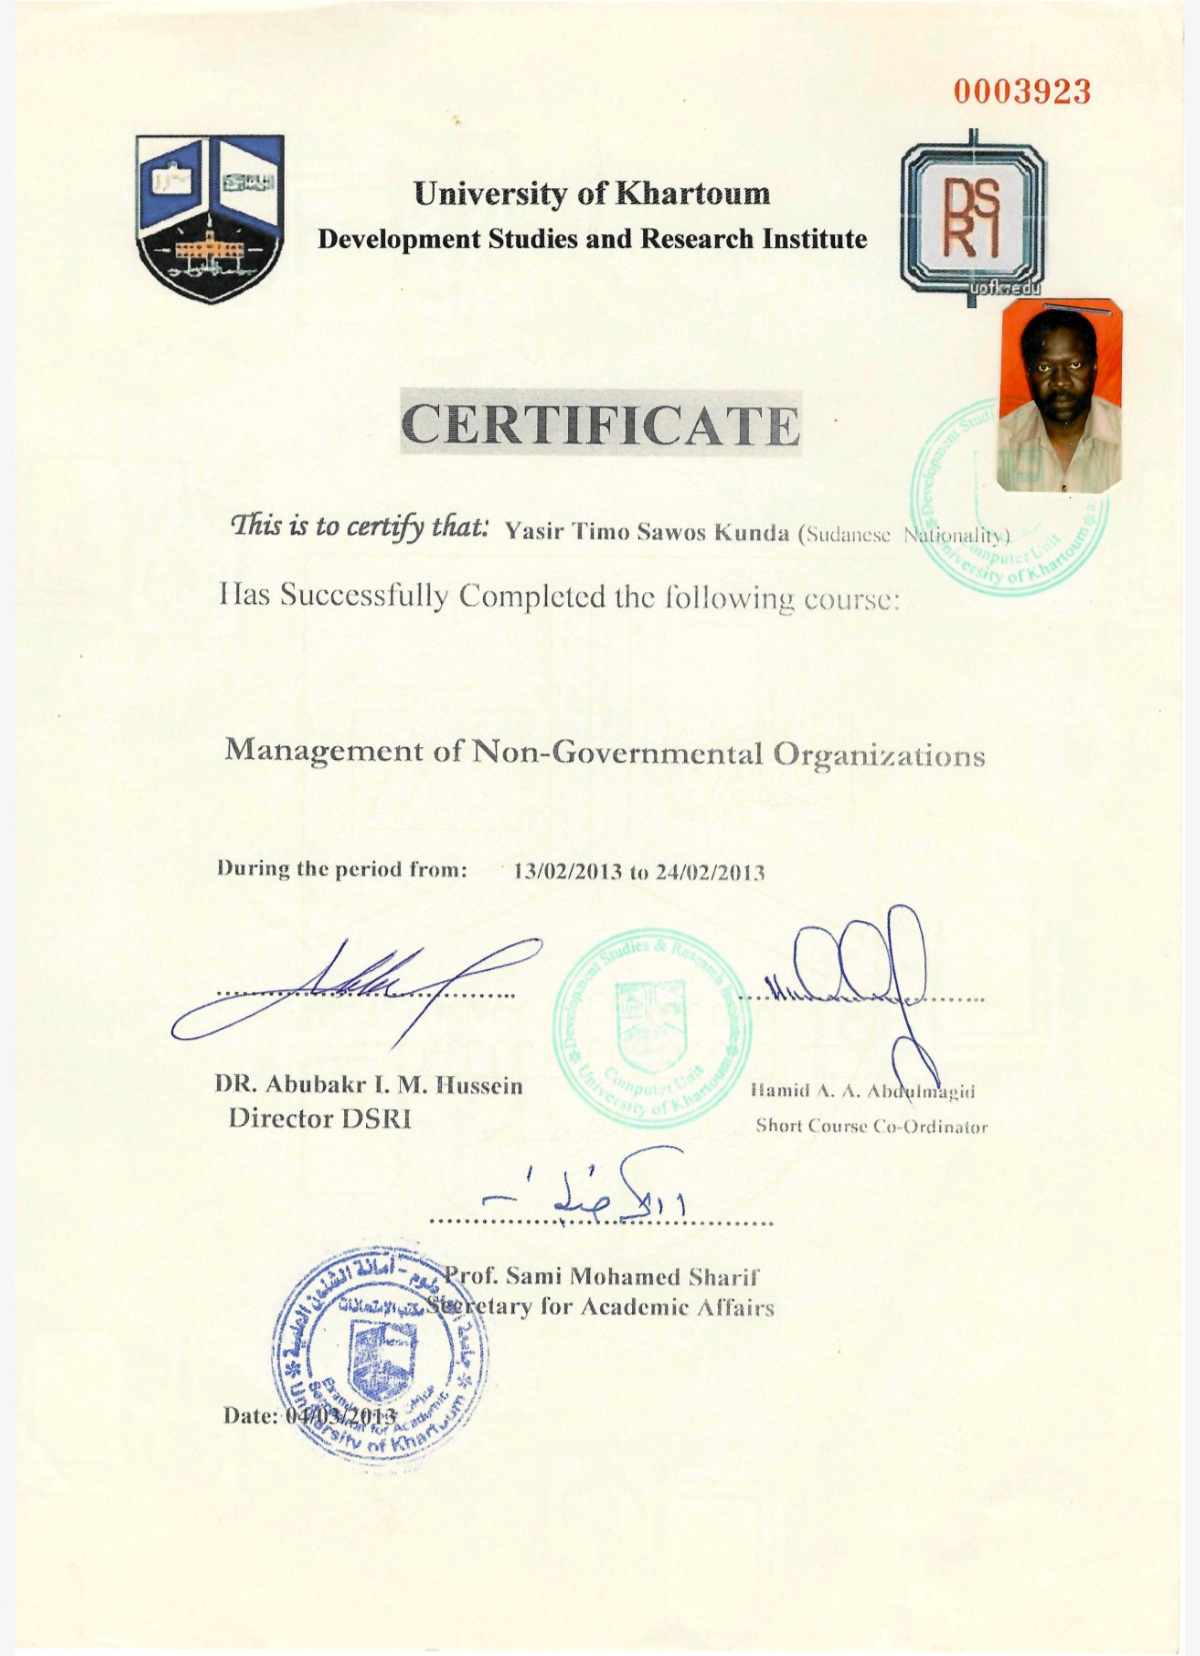 0003923
University of Khartoum
Development Studies and Research Institute
DS
RI
uofk.edu
CERTIFICATE
This is to certify that: Yasir Timo Sawos Kunda (Sudanese Nationality)
Has Successfully Completed the following course:
Management of Non-Governmental Organizations
During the period from: 13/02/2013 to 24/02/2013
Development Studies & Research Institute
Computer Unit
University of Khartoum
DR. Abubakr I. M. Hussein
Director DSRI
Hamid A. A. Abdulmagid
Short Course Co-Ordinator
Prof. Sami Mohamed Sharif
Secretary for Academic Affairs
جامعة الخرطوم - أمانة الشئون العلمية
مكتب الإمتحانات
University of Khartoum
Date: 04/03/2013